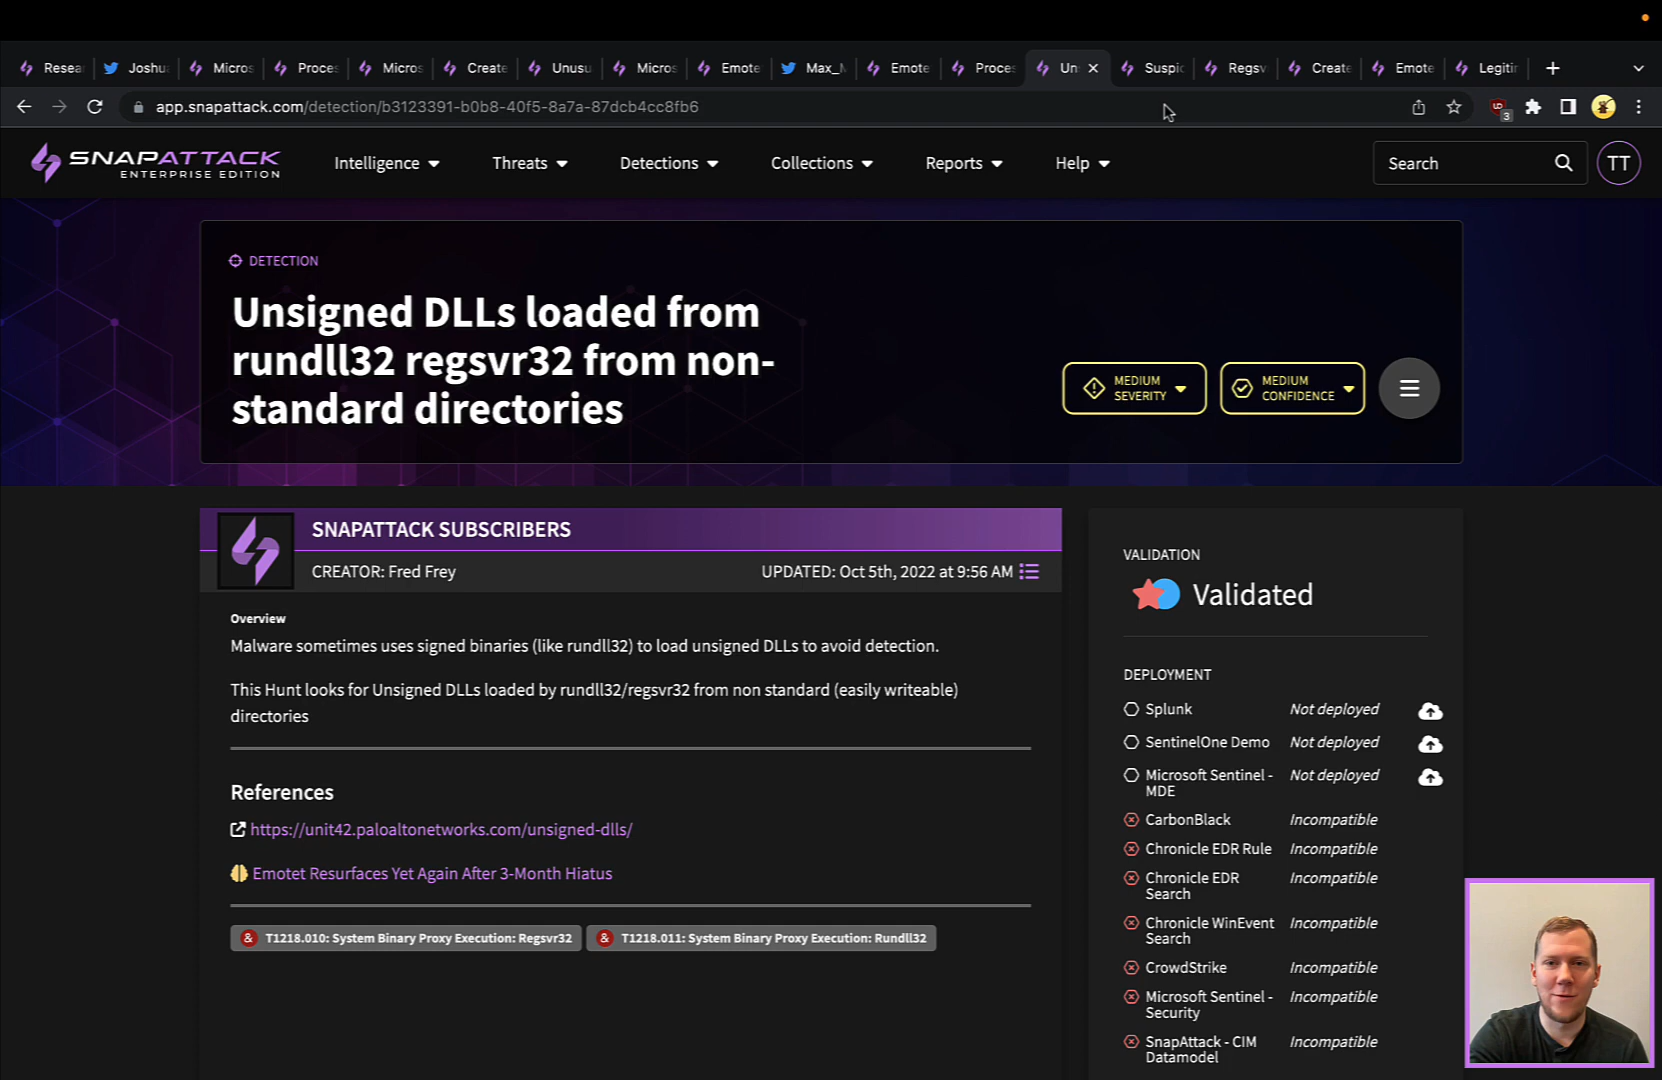 Resea
Joshu
Micros
Proces
Micros
Create
Unusu
Micros
Emote
Max_M
Emote
Proces
Un
Suspic
Regsv
Create
Emote
Legitir
app.snapattack.com/detection/b3123391-b0b8-40f5-8a7a-87dcb4cc8fb6
3
SNAPATTACK
ENTERPRISE EDITION
Intelligence
Threats
Detections
Collections
Reports
Help
Search
TT
DETECTION
Unsigned DLLs loaded from
rundll32 regsvr32 from non-
standard directories
MEDIUM
SEVERITY
MEDIUM
CONFIDENCE
SNAPATTACK SUBSCRIBERS
CREATOR: Fred Frey
UPDATED: Oct 5th, 2022 at 9:56 AM
Overview
Malware sometimes uses signed binaries (like rundll32) to load unsigned DLLs to avoid detection.
This Hunt looks for Unsigned DLLs loaded by rundll32/regsvr32 from non standard (easily writeable)
directories
References
https://unit42.paloaltonetworks.com/unsigned-dlls/
Emotet Resurfaces Yet Again After 3-Month Hiatus
& T1218.010: System Binary Proxy Execution: Regsvr32
& T1218.011: System Binary Proxy Execution: Rundll32
VALIDATION
Validated
DEPLOYMENT
Splunk Not deployed
SentinelOne Demo Not deployed
Microsoft Sentinel - Not deployed
MDE
CarbonBlack Incompatible
Chronicle EDR Rule Incompatible
Chronicle EDR Incompatible
Search
Chronicle WinEvent Incompatible
Search
CrowdStrike Incompatible
Microsoft Sentinel - Incompatible
Security
SnapAttack - CIM Incompatible
Datamodel